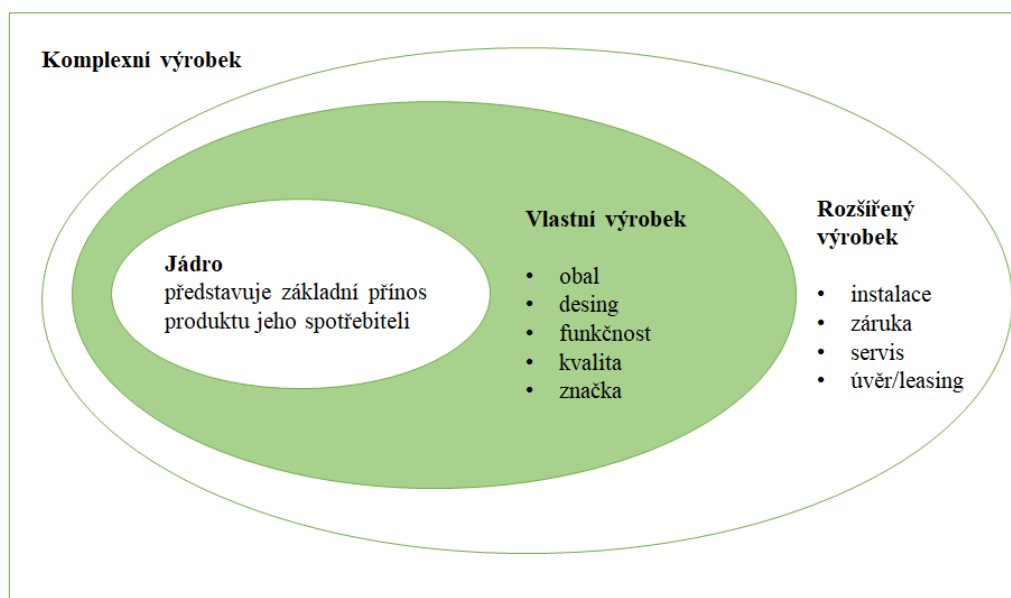 Komplexní výrobek
Jádro
představuje základní přínos
produktu jeho spotřebiteli
Vlastní výrobek
• obal
• desing
• funkčnost
• kvalita
• značka
Rozšířený
výrobek
• instalace
• záruka
• servis
• úvěr/leasing